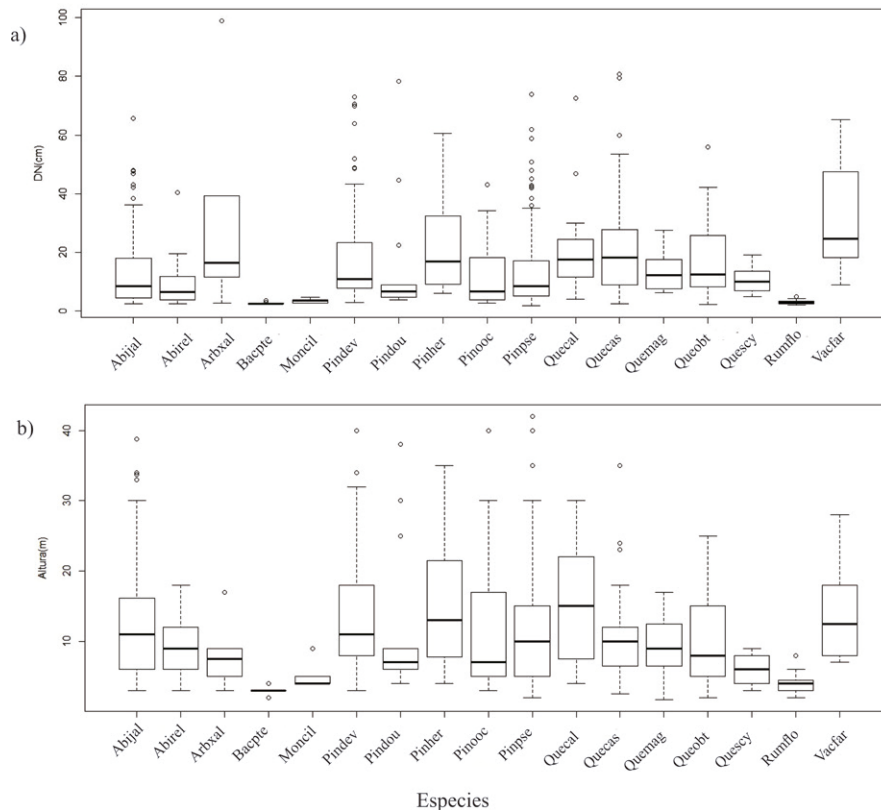 a)
100
80
60
40
20
0
DN(cm)
Abijal Abirel Arbxal Bacpte Moncil Pindev Pindou Pinher Pinooc Pinpse Quecal Quecas Quemag Queobt Quescy Rumflo Vacfar
b)
40
30
20
10
Altura(m)
Abijal Abirel Arbxal Bacpte Moncil Pindev Pindou Pinher Pinooc Pinpse Quecal Quecas Quemag Queobt Quescy Rumflo Vacfar
Especies